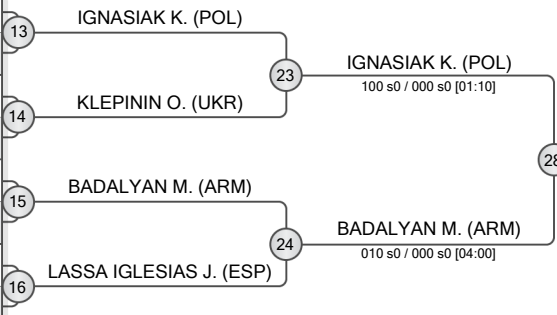 IGNASIAK K. (POL)
13
23
IGNASIAK K. (POL)
100 s0 / 000 s0 [01:10]
KLEPININ O. (UKR)
14
28
BADALYAN M. (ARM)
15
24
BADALYAN M. (ARM)
010 s0 / 000 s0 [04:00]
LASSA IGLESIAS J. (ESP)
16